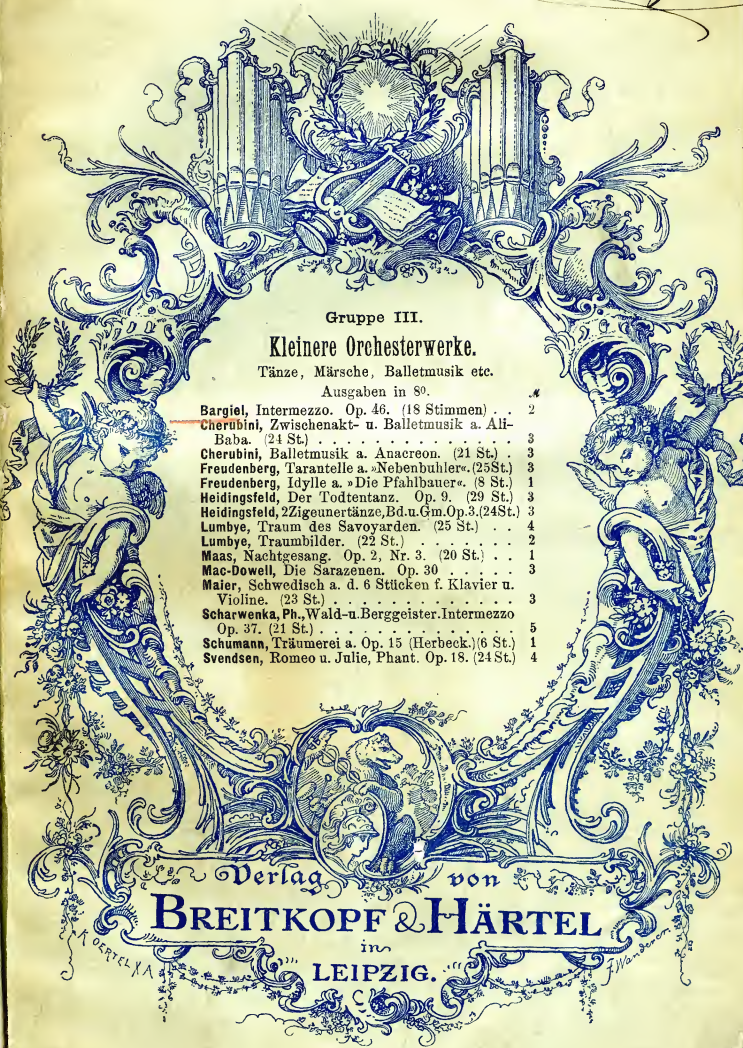 Gruppe III.
Kleinere Orchesterwerke.
Tänze, Märsche, Balletmusik etc.
Ausgaben in 8⁰. ℳ
Bargiel, Intermezzo. Op. 46. (18 Stimmen) . . 2
Cherubini, Zwischenakt- u. Balletmusik a. Ali-
Baba. (24 St.) . . . . . . . . . . . . . . . . 3
Cherubini, Balletmusik a. Anacreon. (21 St.) . 3
Freudenberg, Tarantelle a. »Nebenbuhler«. (25St.) 3
Freudenberg, Idylle a. »Die Pfahlbauer«. (8 St.) 1
Heidingsfeld, Der Todtentanz. Op. 9. (29 St.) 3
Heidingsfeld, 2Zigeunertänze,Bd.u.Gm.Op.3.(24St.) 3
Lumbye, Traum des Savoyarden. (25 St.) . . 4
Lumbye, Traumbilder. (22 St.) . . . . . . . 2
Maas, Nachtgesang. Op. 2, Nr. 3. (20 St.) . . 1
Mac-Dowell, Die Sarazenen. Op. 30 . . . . . 3
Maier, Schwedisch a. d. 6 Stücken f. Klavier u.
Violine. (23 St.) . . . . . . . . . . . . . . 3
Scharwenka, Ph., Wald-u.Berggeister.Intermezzo
Op. 37. (21 St.) . . . . . . . . . . . . . . . 5
Schumann, Träumerei a. Op. 15 (Herbeck.)(6 St.) 1
Svendsen, Romeo u. Julie, Phant. Op. 18. (24 St.) 4
Verlag von
BREITKOPF & HÄRTEL
in
LEIPZIG.
K OERTEL X A
F Wanderer